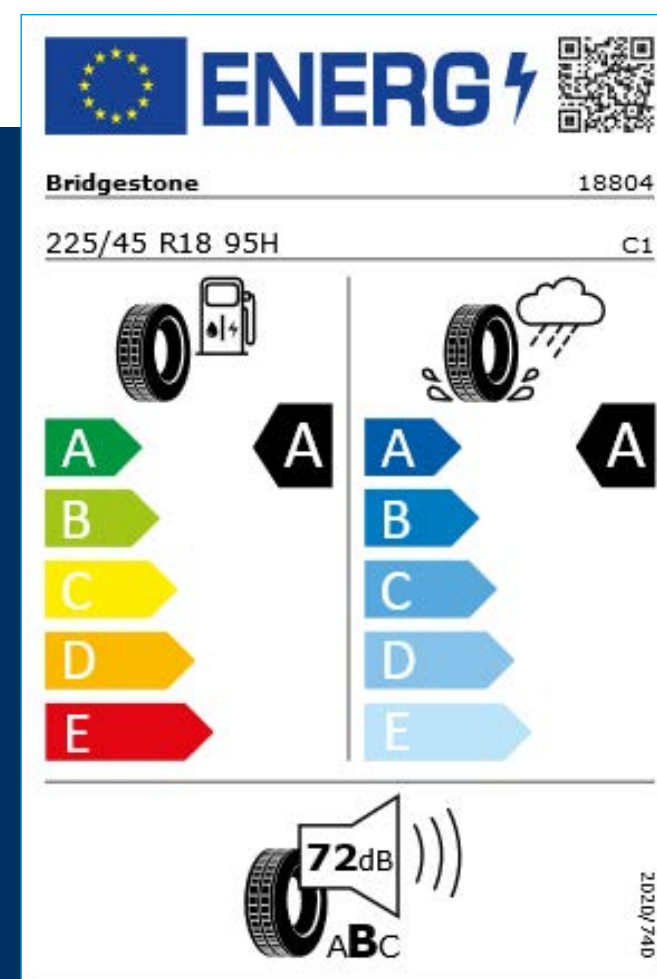 ENERG
Bridgestone 18804
225/45 R18 95H C1
A A A A
B B
C C
D D
E E
72dB
ABC
2020/740